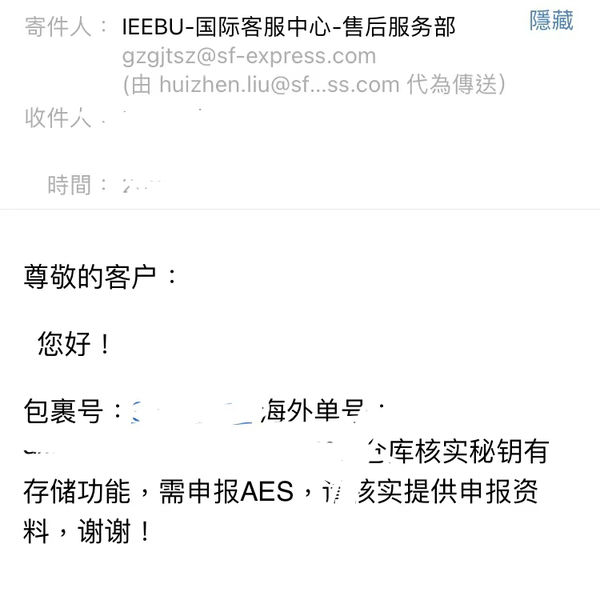 寄件人： IEEBU-国际客服中心-售后服务部 隱藏
gzgjtsz@sf-express.com
(由 huizhen.liu@sf...ss.com 代為傳送)
收件人：
時間：
尊敬的客户：
您好！
包裹号： 海外单号：
仓库核实秘钥有
存储功能，需申报AES，请核实提供申报资
料，谢谢！